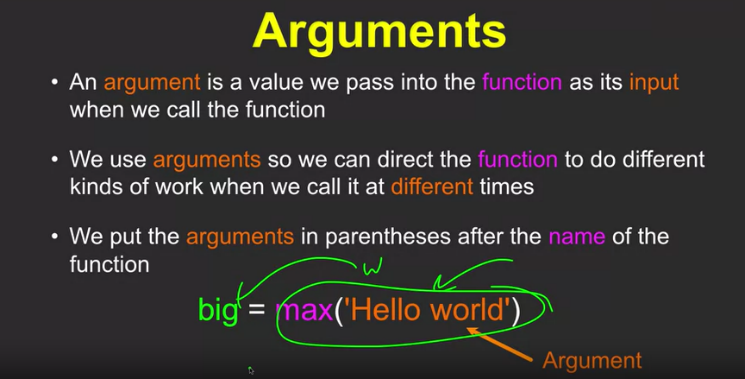 Arguments
• An argument is a value we pass into the function as its input
when we call the function
• We use arguments so we can direct the function to do different
kinds of work when we call it at different times
• We put the arguments in parentheses after the name of the
function
w
big = max('Hello world')
Argument